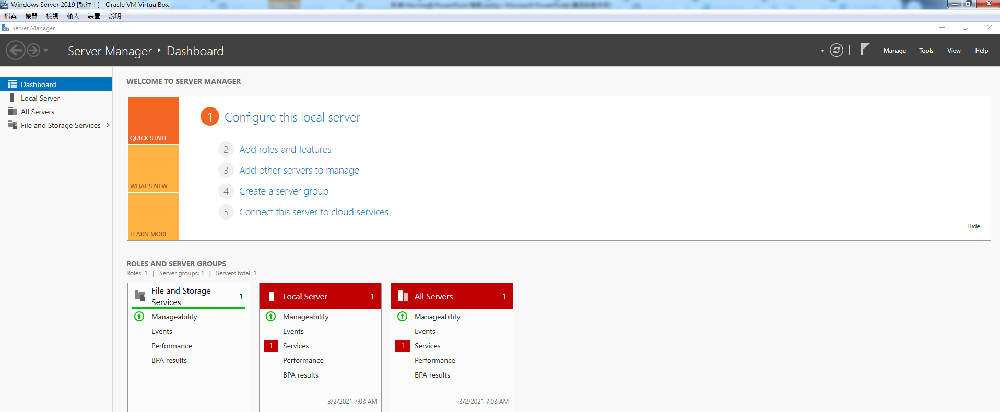 Windows Server 2019 [執行中] - Oracle VM VirtualBox
檔案 機器 檢視 輸入 裝置 說明
Server Manager
Server Manager Dashboard
Manage Tools View Help
Dashboard
Local Server
All Servers
File and Storage Services
WELCOME TO SERVER MANAGER
QUICK START
WHAT'S NEW
LEARN MORE
1 Configure this local server
2 Add roles and features
3 Add other servers to manage
4 Create a server group
5 Connect this server to cloud services
Hide
ROLES AND SERVER GROUPS
Roles: 1 | Server groups: 1 | Servers total: 1
File and Storage
Services 1
Manageability
Events
Performance
BPA results
Local Server 1
Manageability
Events
1 Services
Performance
BPA results
3/2/2021 7:03 AM
All Servers 1
Manageability
Events
1 Services
Performance
BPA results
3/2/2021 7:03 AM